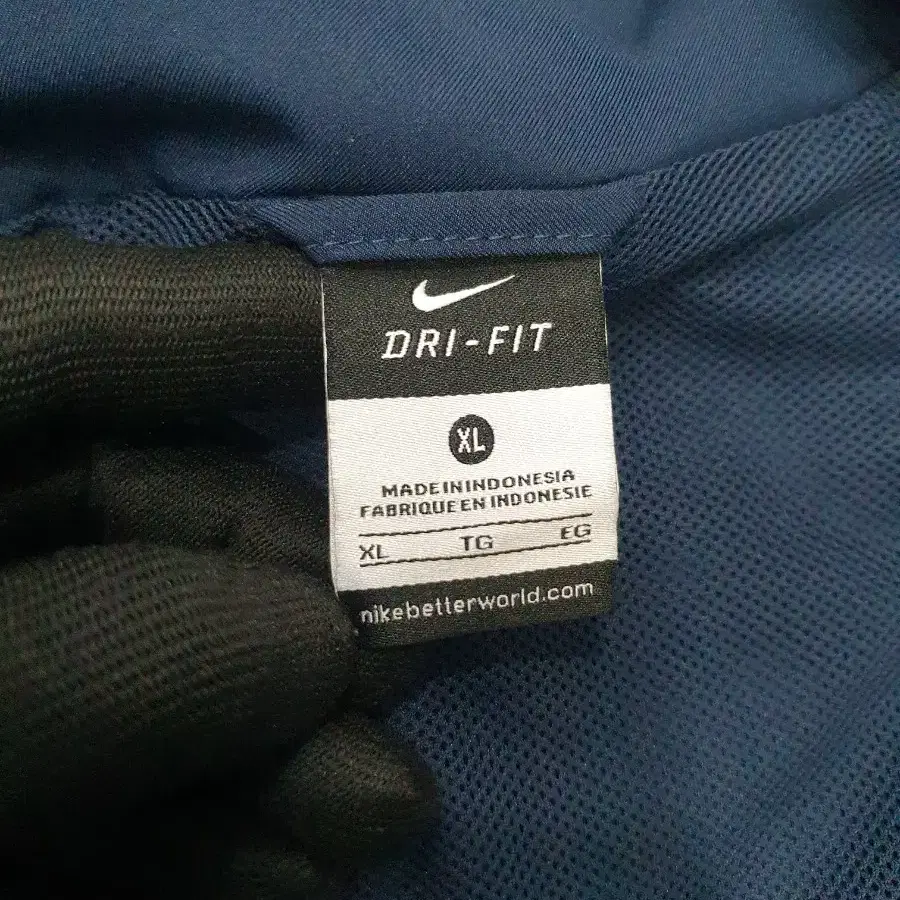 DRI-FIT
XL
MADE IN INDONESIA
FABRIQUE EN INDONESIE
XL TG EG
nikebetterworld.com